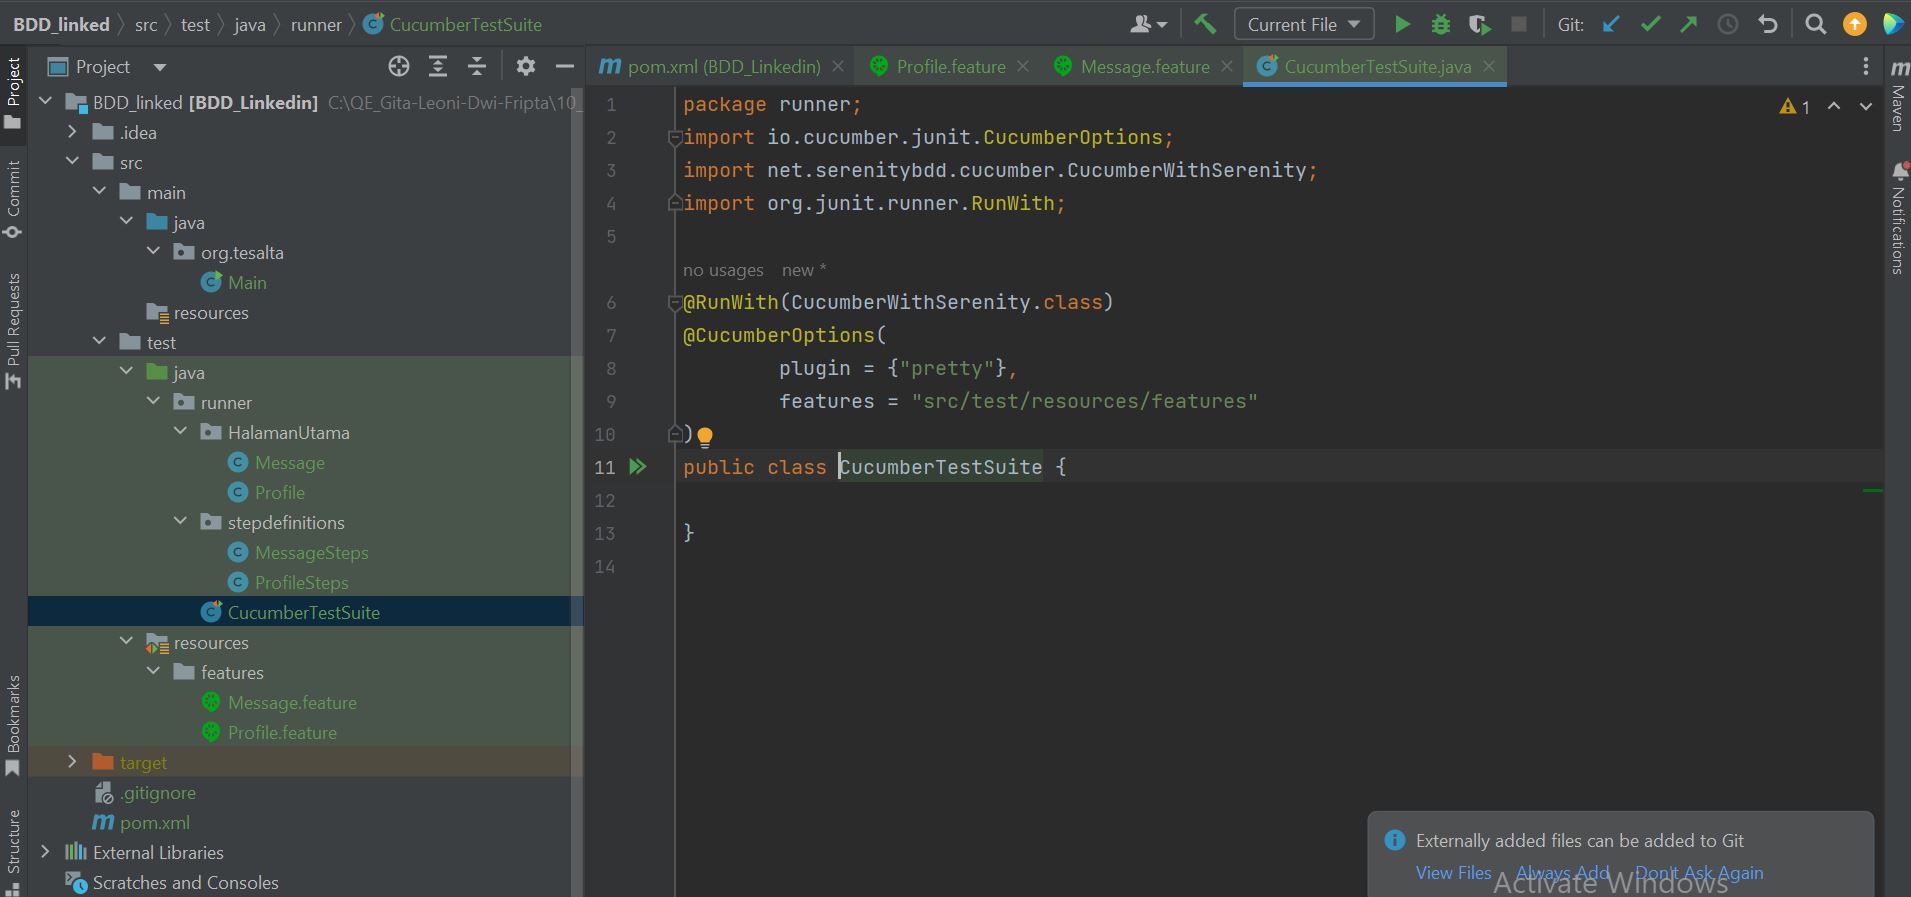 BDD_linked src test java runner CucumberTestSuite
Current File
Git:
Project
pom.xml (BDD_Linkedin)
Profile.feature
Message.feature
CucumberTestSuite.java
Project
Commit
Pull Requests
Bookmarks
Structure
BDD_linked [BDD_Linkedin] C:\QE_Gita-Leoni-Dwi-Fripta\10_
.idea
src
main
java
org.tesalta
Main
resources
test
java
runner
HalamanUtama
Message
Profile
stepdefinitions
MessageSteps
ProfileSteps
CucumberTestSuite
resources
features
Message.feature
Profile.feature
target
.gitignore
pom.xml
External Libraries
Scratches and Consoles
1 package runner;
2 import io.cucumber.junit.CucumberOptions;
3 import net.serenitybdd.cucumber.CucumberWithSerenity;
4 import org.junit.runner.RunWith;
5
no usages new *
6 @RunWith(CucumberWithSerenity.class)
7 @CucumberOptions(
8 plugin = {"pretty"},
9 features = "src/test/resources/features"
10 )
11 public class CucumberTestSuite {
12
13 }
14
1
m
Maven
Notifications
Externally added files can be added to Git
View Files Always Add Don't Ask Again
Activate Windows